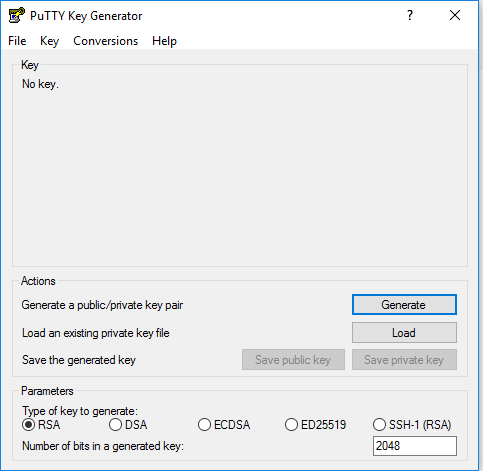 PuTTY Key Generator
?
File Key Conversions Help
Key
No key.
Actions
Generate a public/private key pair Generate
Load an existing private key file Load
Save the generated key Save public key Save private key
Parameters
Type of key to generate:
RSA DSA ECDSA ED25519 SSH-1 (RSA)
Number of bits in a generated key: 2048